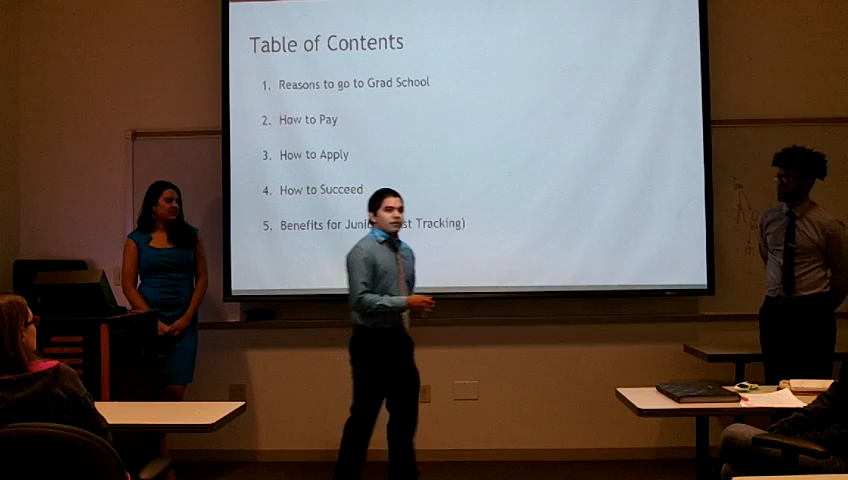 Table of Contents
1. Reasons to go to Grad School
2. How to Pay
3. How to Apply
4. How to Succeed
5. Benefits for Tracking)